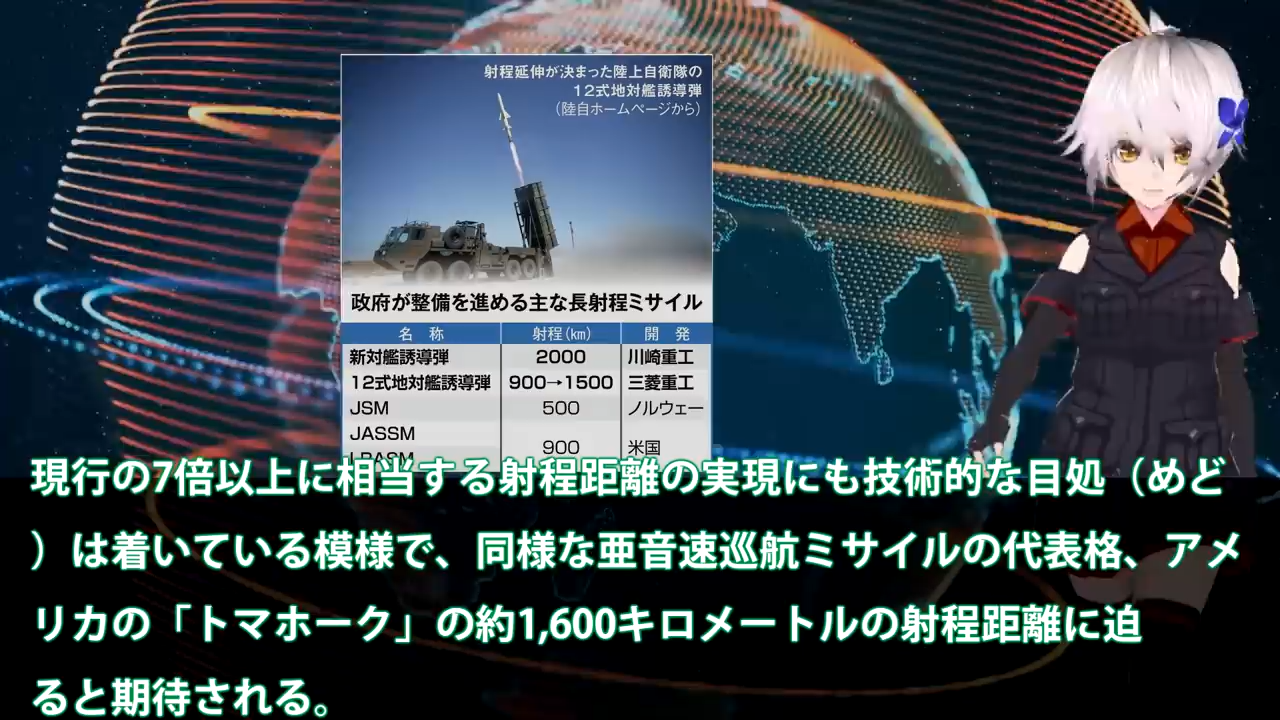 射程延伸が決まった陸上自衛隊の
12式地対艦誘導弾
（陸自ホームページから）
政府が整備を進める主な長射程ミサイル
名 称 射程(㎞) 開 発
新対艦誘導弾 2000 川崎重工
12式地対艦誘導弾 900→1500 三菱重工
JSM 500 ノルウェー
JASSM
LRASM 900 米国
現行の7倍以上に相当する射程距離の実現にも技術的な目処（めど
）は着いている模様で、同様な亜音速巡航ミサイルの代表格、アメ
リカの「トマホーク」の約1,600キロメートルの射程距離に迫
ると期待される。